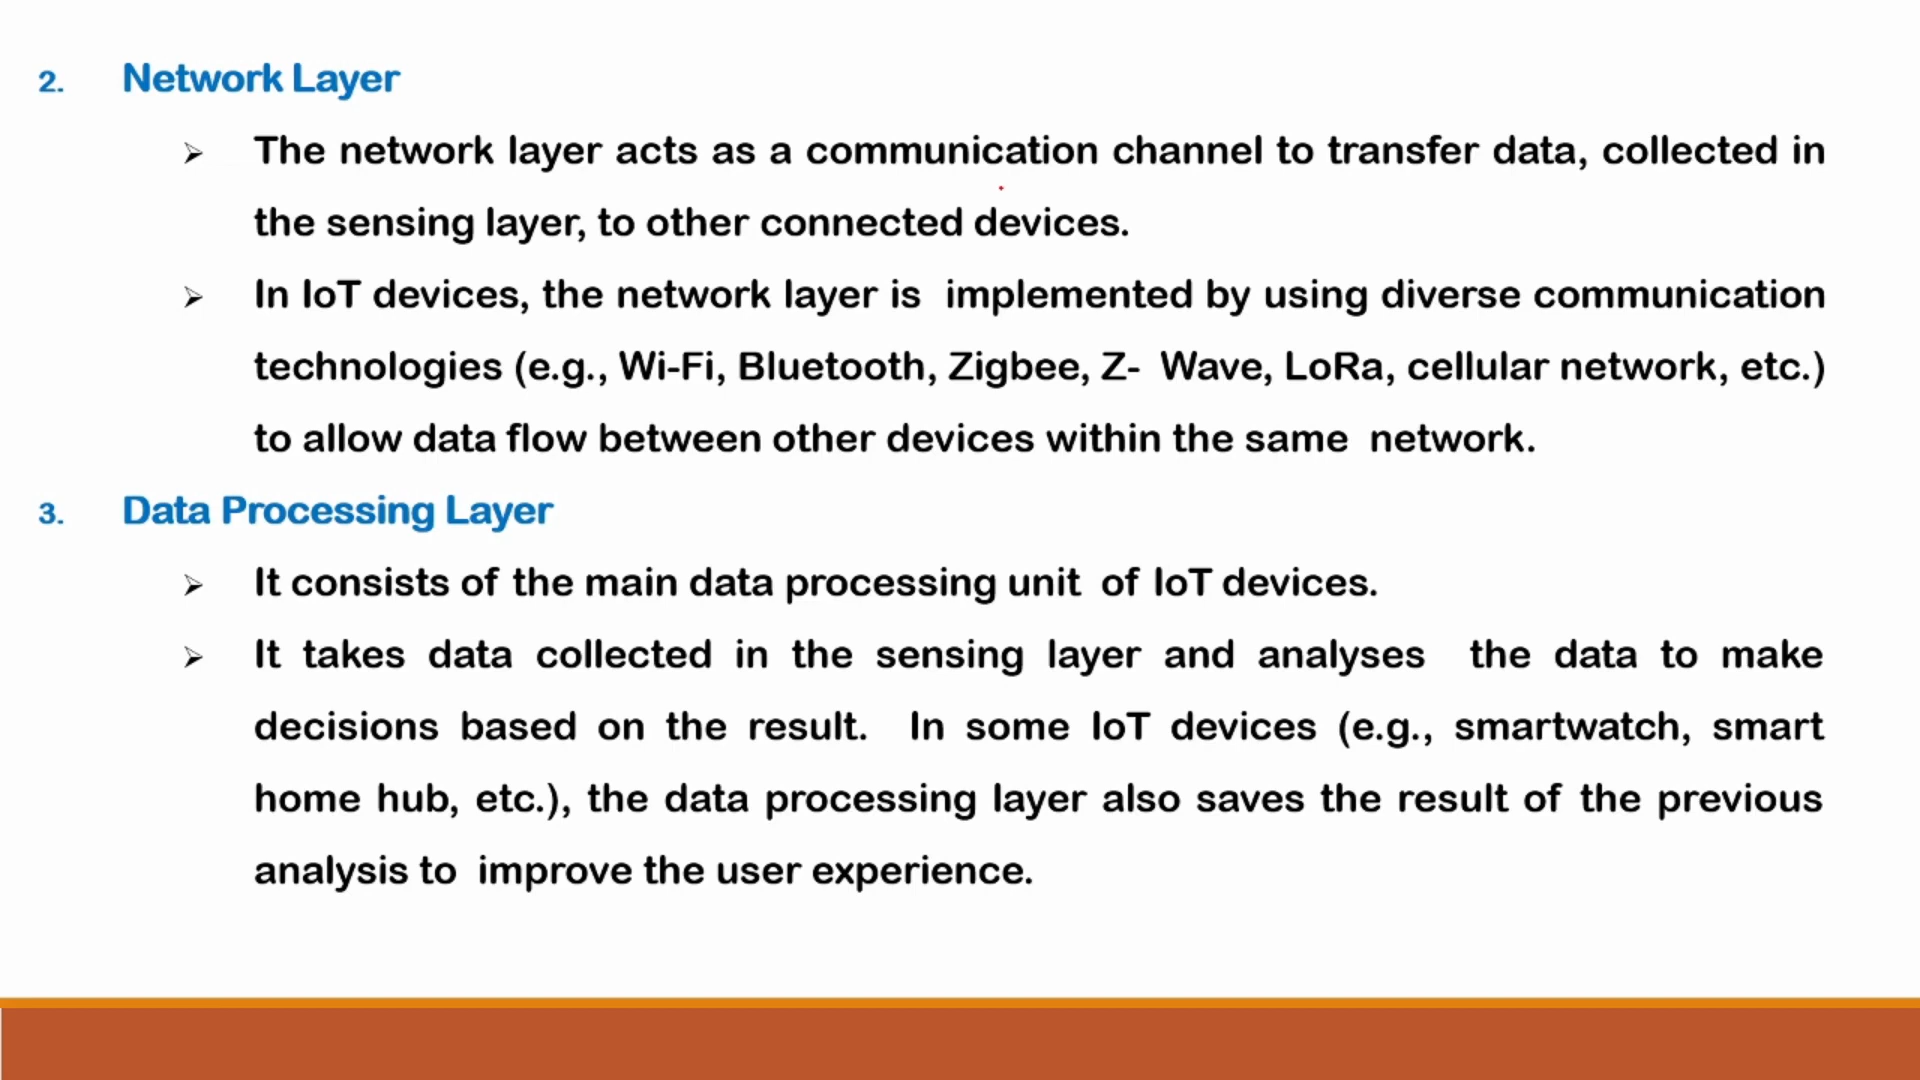 2. Network Layer
➢ The network layer acts as a communication channel to transfer data, collected in
the sensing layer, to other connected devices.
➢ In IoT devices, the network layer is implemented by using diverse communication
technologies (e.g., Wi-Fi, Bluetooth, Zigbee, Z- Wave, LoRa, cellular network, etc.)
to allow data flow between other devices within the same network.
3. Data Processing Layer
➢ It consists of the main data processing unit of IoT devices.
➢ It takes data collected in the sensing layer and analyses the data to make
decisions based on the result. In some IoT devices (e.g., smartwatch, smart
home hub, etc.), the data processing layer also saves the result of the previous
analysis to improve the user experience.